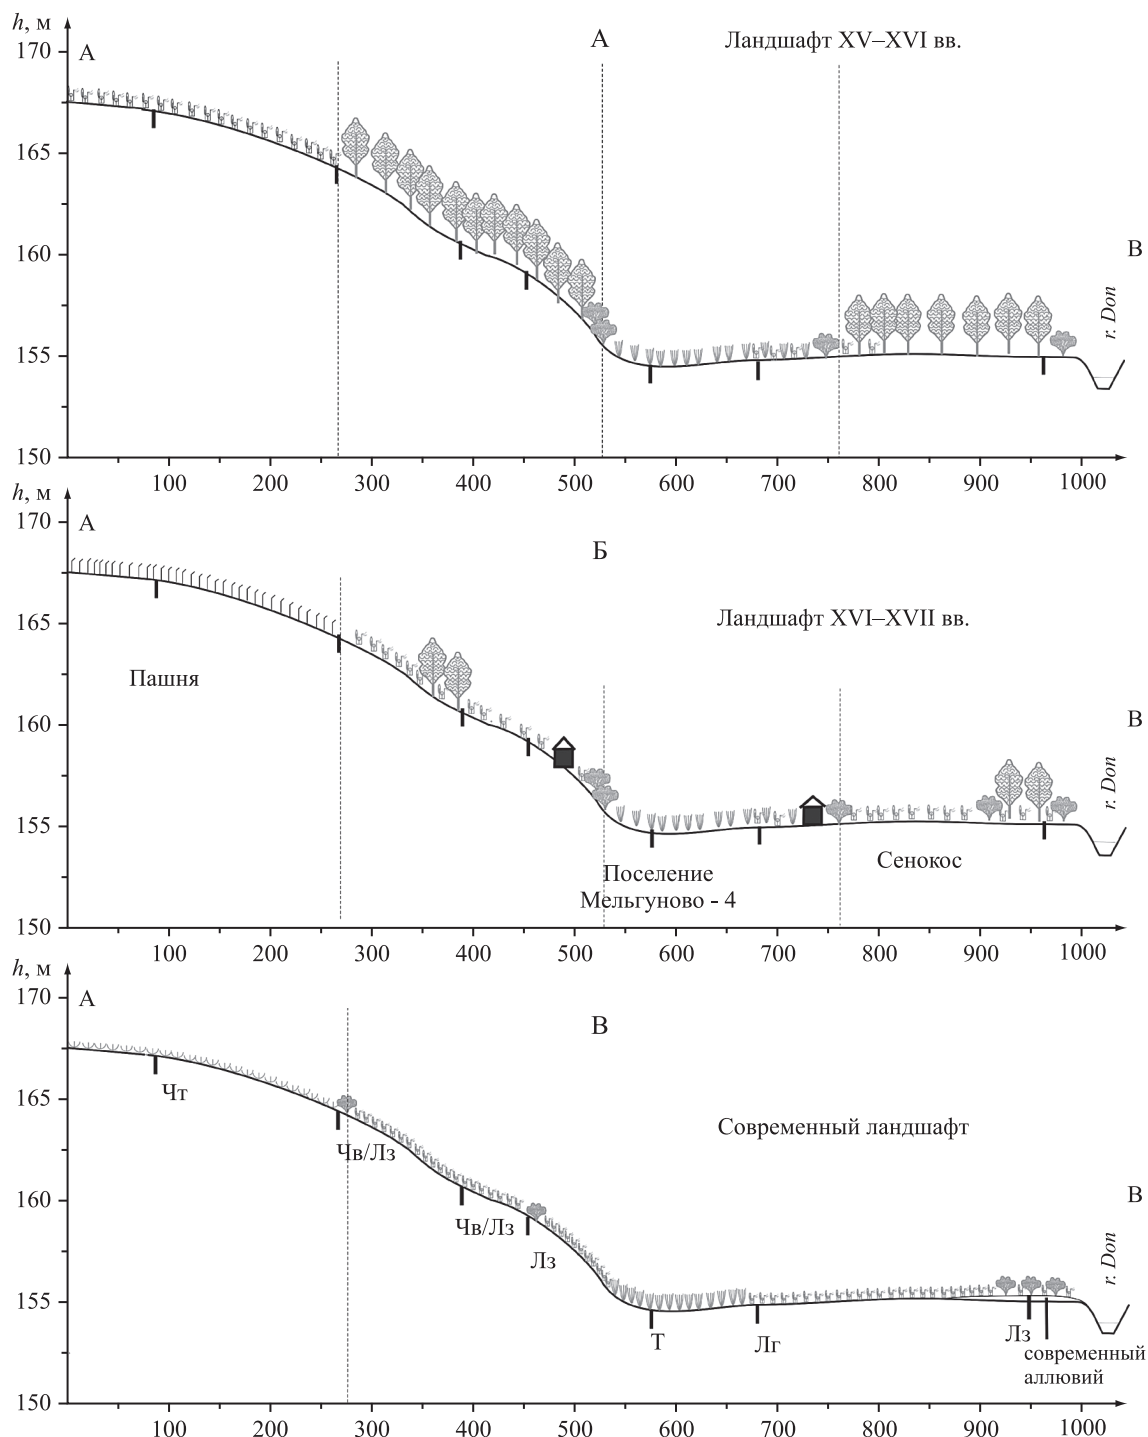 h, м
170
А
А
Ландшафт XV–XVI вв.
165
160
В
r. Don
155
150
100 200 300 400 500 600 700 800 900 1000
h, м
170
А
Б
165
Ландшафт XVI–XVII вв.
Пашня
160
В
r. Don
155
Сенокос
Поселение
Мельгуново - 4
150
100 200 300 400 500 600 700 800 900 1000
h, м
170
А
В
Чт
165
Современный ландшафт
Чв/Лз
160
В
Чв/Лз
Лз
r. Don
155
Т Лг Лз
современный
аллювий
150
100 200 300 400 500 600 700 800 900 1000